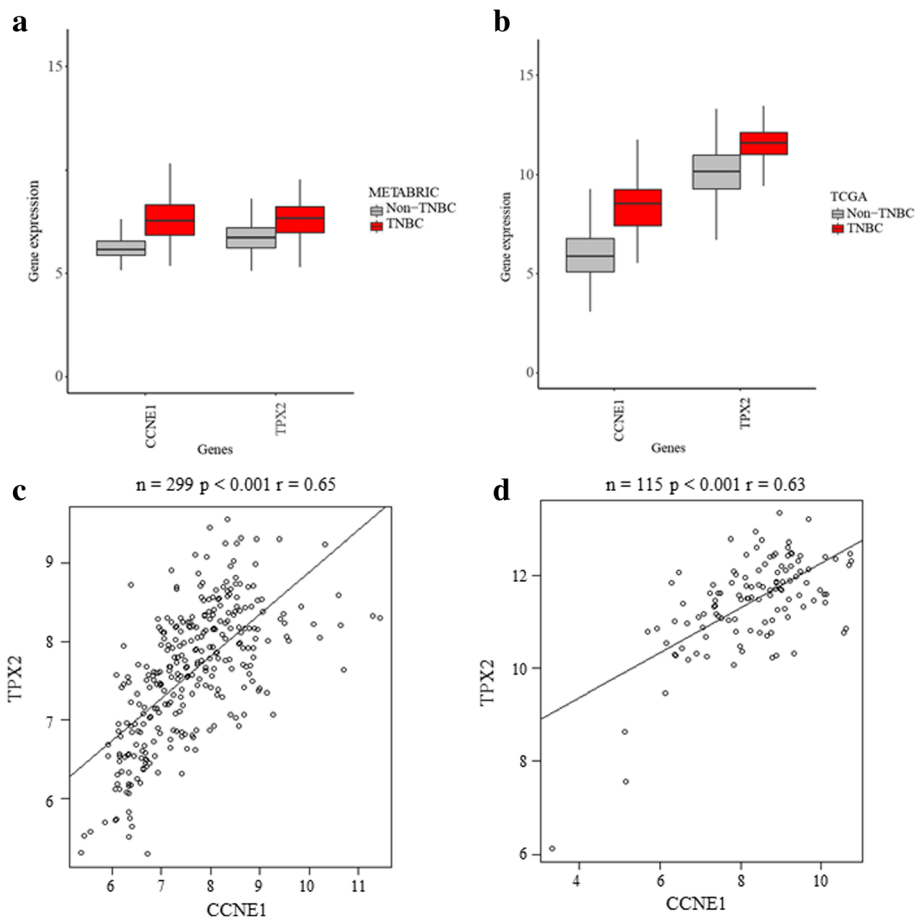 a
15
5
0
Gene expression
CCNE1
TPX2
Genes
METABRIC
Non-TNBC
TNBC
b
15
10
5
0
Gene expression
CCNE1
TPX2
Genes
TCGA
Non-TNBC
TNBC
c
n = 299 p < 0.001 r = 0.65
9
8
7
6
TPX2
6 7 8 9 10 11
CCNE1
d
n = 115 p < 0.001 r = 0.63
12
10
8
6
TPX2
4 6 8 10
CCNE1